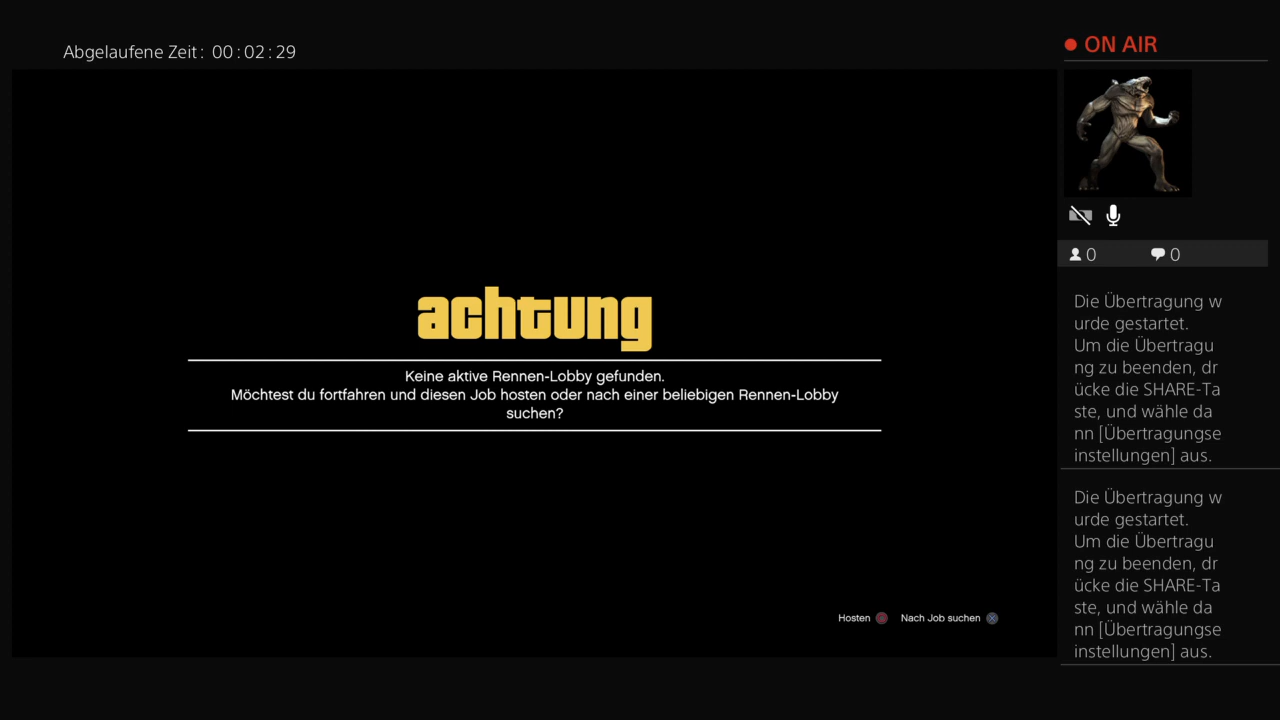 Abgelaufene Zeit: 00:02:29
ON AIR
0 0
achtung
Keine aktive Rennen-Lobby gefunden.
Möchtest du fortfahren und diesen Job hosten oder nach einer beliebigen Rennen-Lobby
suchen?
Hosten Nach Job suchen
Die Übertragung w
urde gestartet.
Um die Übertragu
ng zu beenden, dr
ücke die SHARE-Ta
ste, und wähle da
nn [Übertragungse
instellungen] aus.
Die Übertragung w
urde gestartet.
Um die Übertragu
ng zu beenden, dr
ücke die SHARE-Ta
ste, und wähle da
nn [Übertragungse
instellungen] aus.